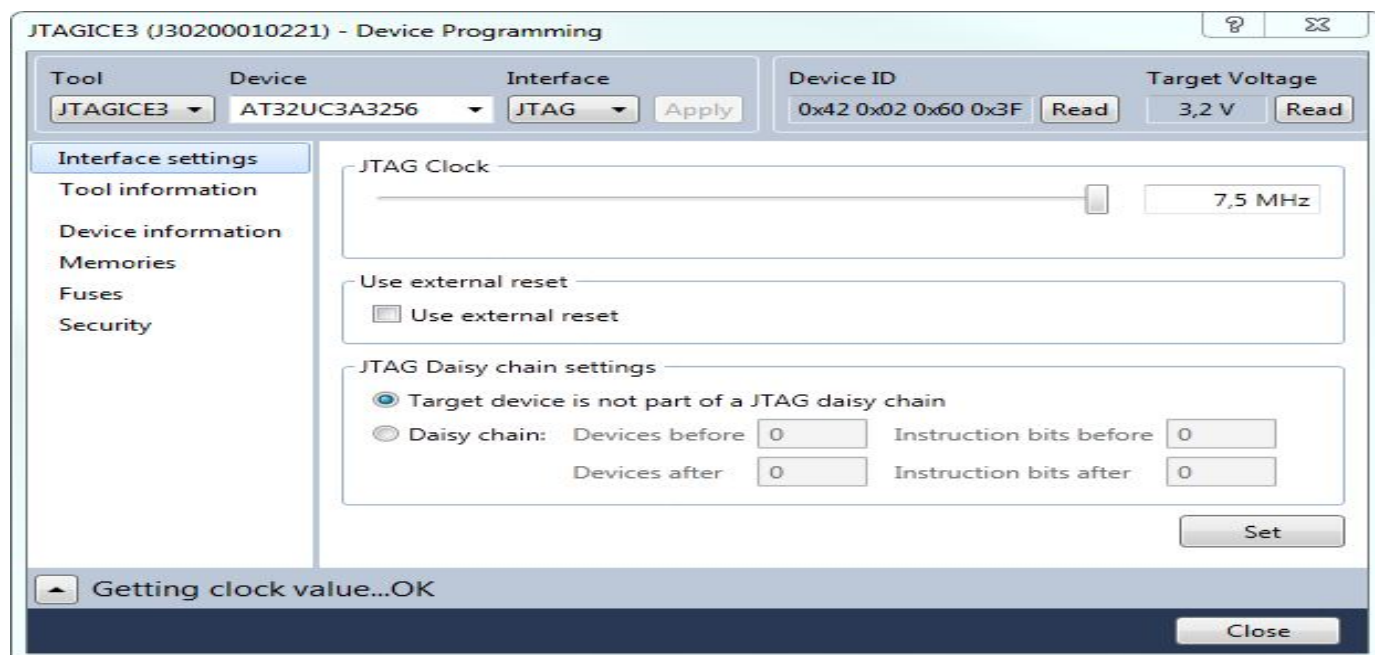 JTAGICE3 (J30200010221) - Device Programming
Tool Device Interface Device ID Target Voltage
JTAGICE3 AT32UC3A3256 JTAG Apply 0x42 0x02 0x60 0x3F Read 3,2 V Read
Interface settings
Tool information
Device information
Memories
Fuses
Security
JTAG Clock
7,5 MHz
Use external reset
Use external reset
JTAG Daisy chain settings
Target device is not part of a JTAG daisy chain
Daisy chain: Devices before 0 Instruction bits before 0
Devices after 0 Instruction bits after 0
Set
Getting clock value...OK
Close